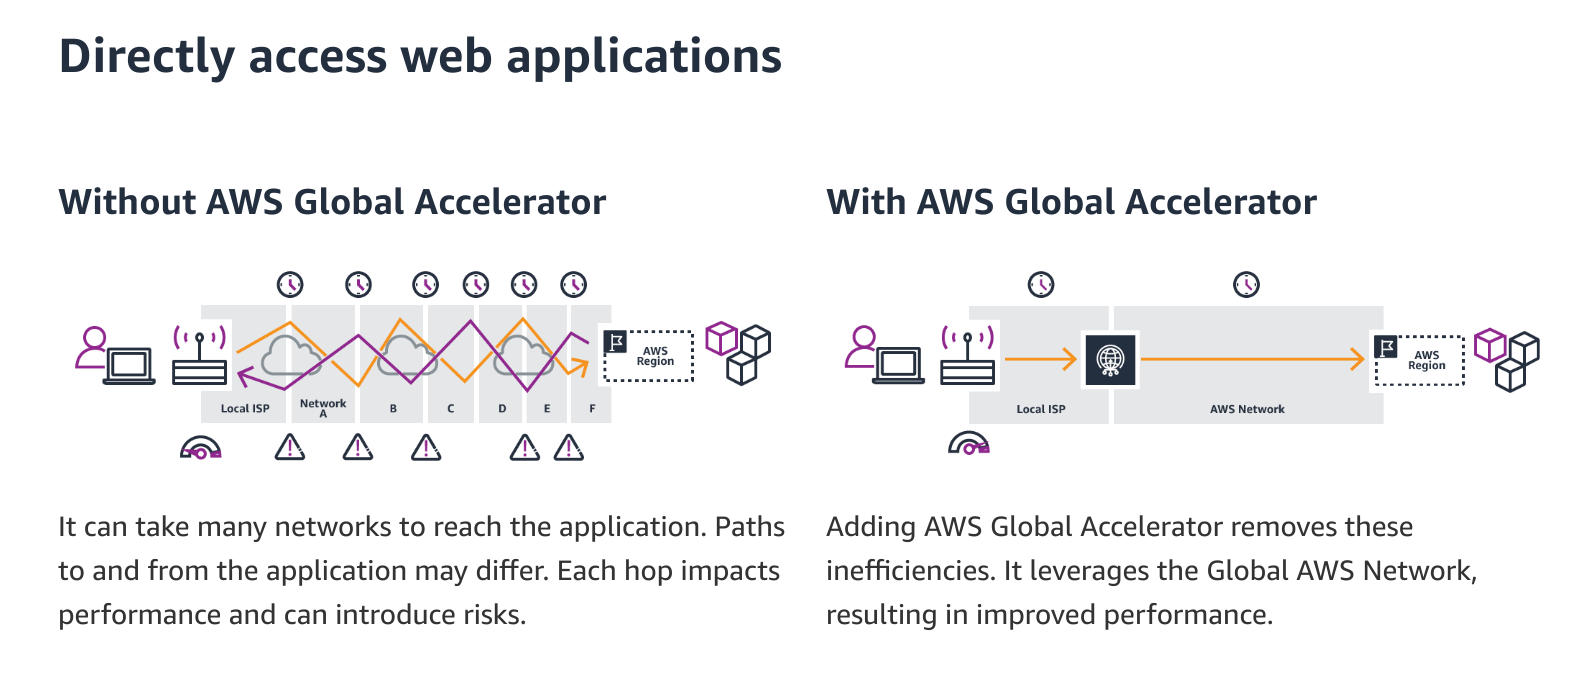 Directly access web applications
Without AWS Global Accelerator
AWS
Region
Local ISP
Network
A
B
C
D
E
F
It can take many networks to reach the application. Paths
to and from the application may differ. Each hop impacts
performance and can introduce risks.
With AWS Global Accelerator
AWS
Region
Local ISP
AWS Network
Adding AWS Global Accelerator removes these
inefficiencies. It leverages the Global AWS Network,
resulting in improved performance.